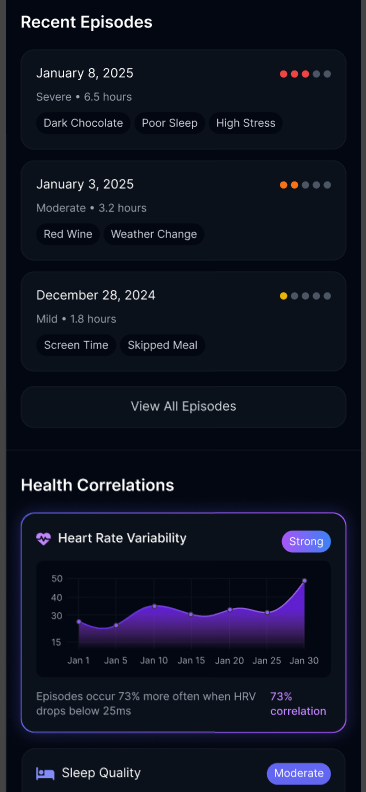 Recent Episodes
January 8, 2025
Severe • 6.5 hours
Dark Chocolate Poor Sleep High Stress
January 3, 2025
Moderate • 3.2 hours
Red Wine Weather Change
December 28, 2024
Mild • 1.8 hours
Screen Time Skipped Meal
View All Episodes
Health Correlations
Heart Rate Variability Strong
50
40
30
15
Jan 1 Jan 5 Jan 10 Jan 15 Jan 20 Jan 25 Jan 30
Episodes occur 73% more often when HRV
drops below 25ms
73%
correlation
Sleep Quality Moderate